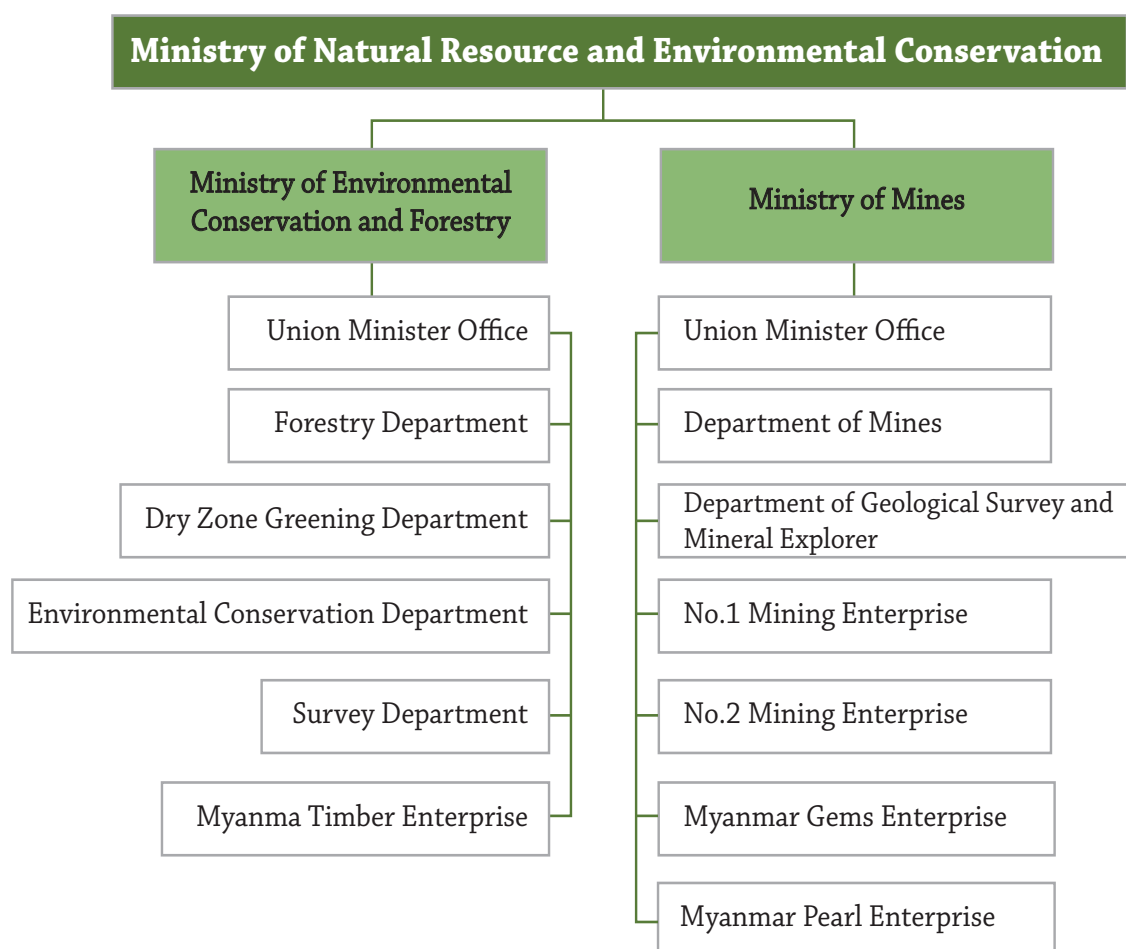 Ministry of Natural Resource and Environmental Conservation
Ministry of Environmental
Conservation and Forestry
Union Minister Office
Forestry Department
Dry Zone Greening Department
Environmental Conservation Department
Survey Department
Myanma Timber Enterprise
Ministry of Mines
Union Minister Office
Department of Mines
Department of Geological Survey and
Mineral Explorer
No.1 Mining Enterprise
No.2 Mining Enterprise
Myanmar Gems Enterprise
Myanmar Pearl Enterprise